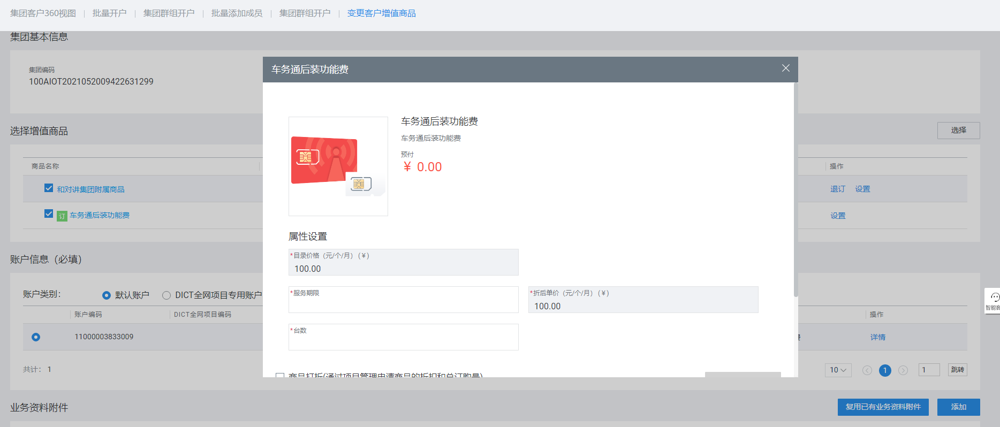 集团客户360视图 批量开户 集团群组开户 批量添加成员 集团群组开户 变更客户增值商品
集团基本信息
集团编码
100AIOT2021052009422631299
选择增值商品
选择
商品名称
操作
和对讲集团附属商品
退订 设置
订 车务通后装功能费
设置
账户信息（必填）
账户类别：
默认账户
DICT全网项目专用账户
账户编码
DICT全网项目编码
操作
11000003833009
详情
共计： 1
10
1
1
跳转
业务资料附件
复用已有业务资料附件
添加
车务通后装功能费
车务通后装功能费
车务通后装功能费
预付
¥ 0.00
属性设置
*目录价格（元/个/月）(¥)
100.00
*服务期限
*折后单价（元/个/月）(¥)
100.00
*台数
商品打折(通过项目管理申请商品的折扣和总订购量)
智能客